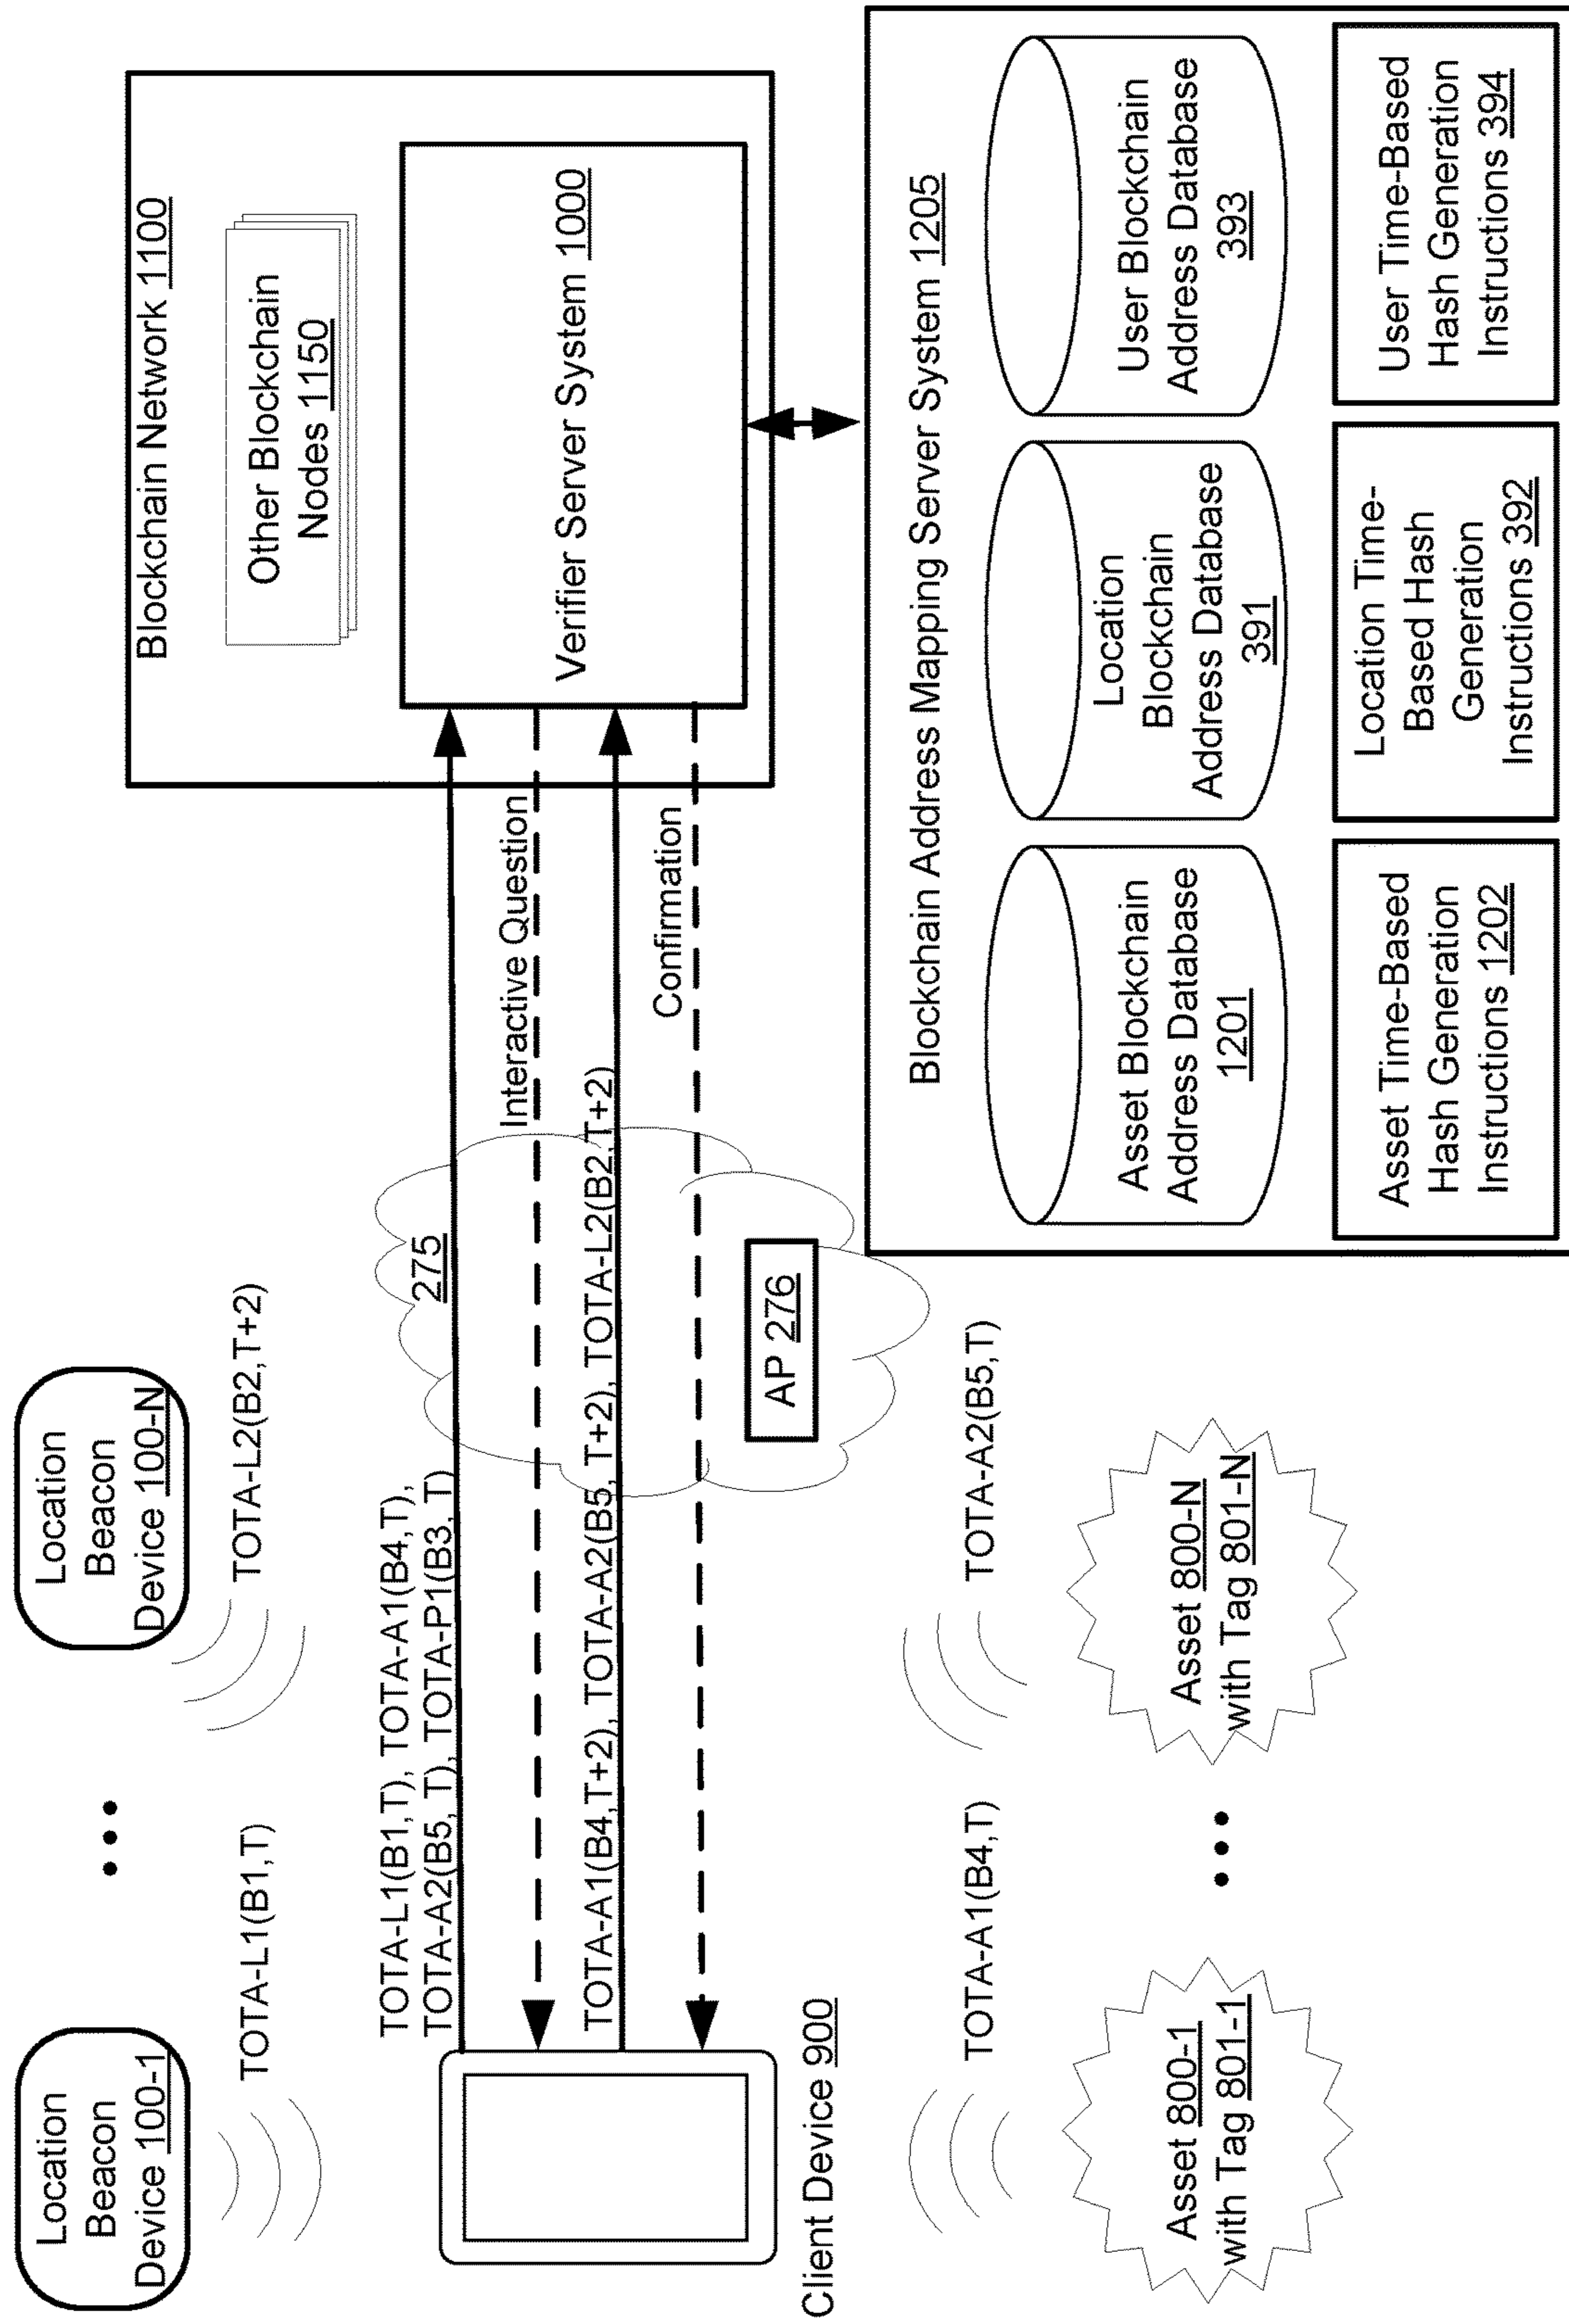 Location
Beacon
Device 100-1
• • •
Location
Beacon
Device 100-N
TOTA-L1(B1,T)
TOTA-L2(B2,T+2)
Blockchain Network 1100
Other Blockchain
Nodes 1150
Verifier Server System 1000
TOTA-L1(B1,T), TOTA-A1(B4,T),
TOTA-A2(B5, T), TOTA-P1(B3, T)
275
Interactive Question
TOTA-A1(B4,T+2), TOTA-A2(B5, T+2), TOTA-L2(B2,T+2)
Confirmation
AP 276
Client Device 900
TOTA-A1(B4,T)
TOTA-A2(B5,T)
Asset 800-1
with Tag 801-1
• • •
Asset 800-N
with Tag 801-N
Blockchain Address Mapping Server System 1205
Asset Blockchain
Address Database
1201
Location
Blockchain
Address Database
391
User Blockchain
Address Database
393
Asset Time-Based
Hash Generation
Instructions 1202
Location Time-
Based Hash
Generation
Instructions 392
User Time-Based
Hash Generation
Instructions 394